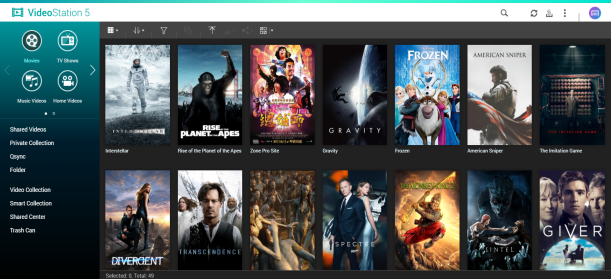 VideoStation 5
Movies
TV Shows
Music Videos
Home Videos
Shared Videos
Private Collection
Qsync
Folder
Video Collection
Smart Collection
Shared Center
Trash Can
INTERSTELLAR
RISE OF THE
PLANET OF THE APES
GRAVITY
FROZEN
AMERICAN SNIPER
THE IMITATION GAME
Interstellar
Rise of the Planet of the Apes
Zone Pro Site
Gravity
Frozen
American Sniper
The Imitation Game
DIVERGENT
TRANSCENDENCE
SPECTRE
GIVER
Selected: 0, Total: 49